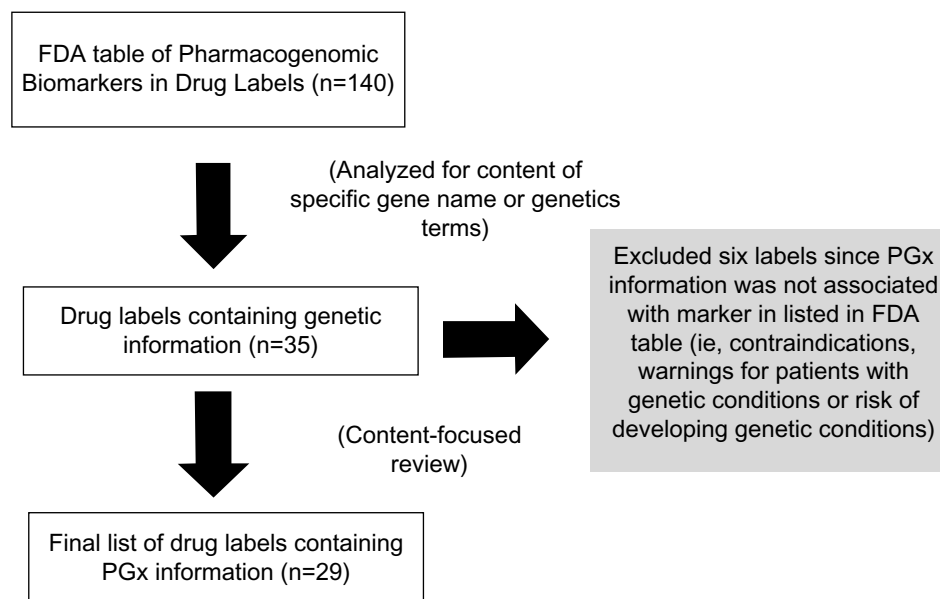 FDA table of Pharmacogenomic
Biomarkers in Drug Labels (n=140)
(Analyzed for content of
specific gene name or genetics
terms)
Drug labels containing genetic
information (n=35)
Excluded six labels since PGx
information was not associated
with marker in listed in FDA
table (ie, contraindications,
warnings for patients with
genetic conditions or risk of
developing genetic conditions)
(Content-focused
review)
Final list of drug labels containing
PGx information (n=29)